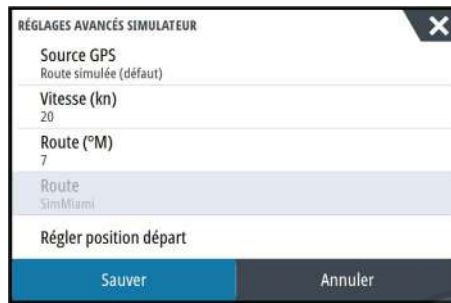 RÉGLAGES AVANCÉS SIMULATEUR
Source GPS
Route simulée (défaut)
Vitesse (kn)
20
Route (°M)
7
Route
SimMiami
Régler position départ
Sauver Annuler